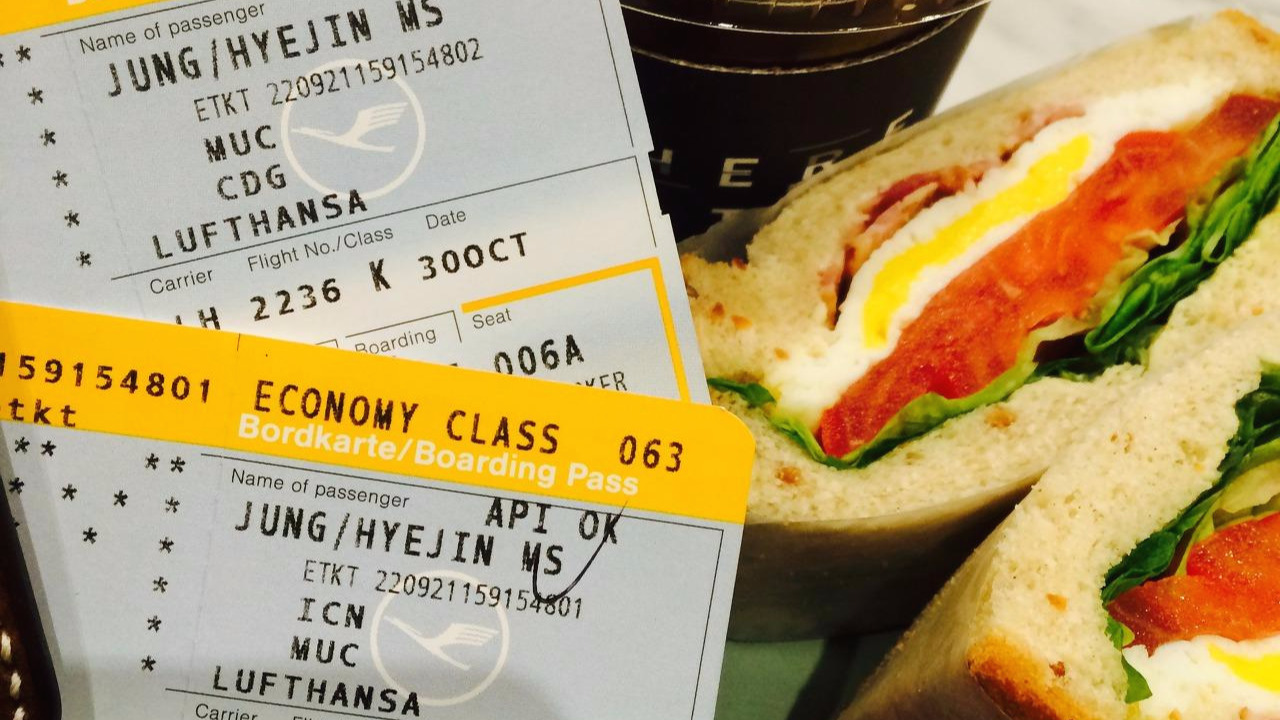 Name of passenger
JUNG/HYEJIN MS
ETKT 220921159154802
MUC
CDG
LUFTHANSA
Carrier Flight No./Class Date
LH 2236 K 30OCT
Boarding Seat
006A
159154801 ECONOMY CLASS 063
etkt
Bordkarte/Boarding Pass
Name of passenger
API OK
JUNG/HYEJIN MS
ETKT 220921159154801
ICN
MUC
LUFTHANSA
Carrier